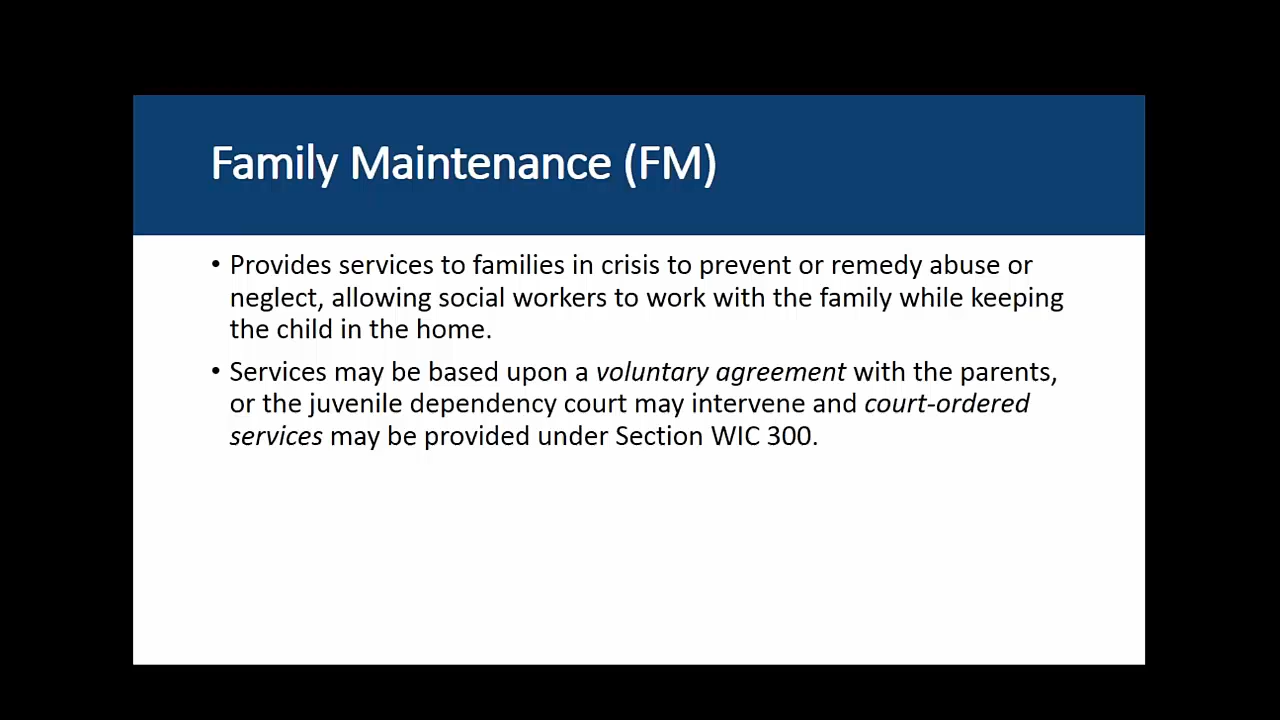 Family Maintenance (FM)
• Provides services to families in crisis to prevent or remedy abuse or
neglect, allowing social workers to work with the family while keeping
the child in the home.
• Services may be based upon a voluntary agreement with the parents,
or the juvenile dependency court may intervene and court-ordered
services may be provided under Section WIC 300.